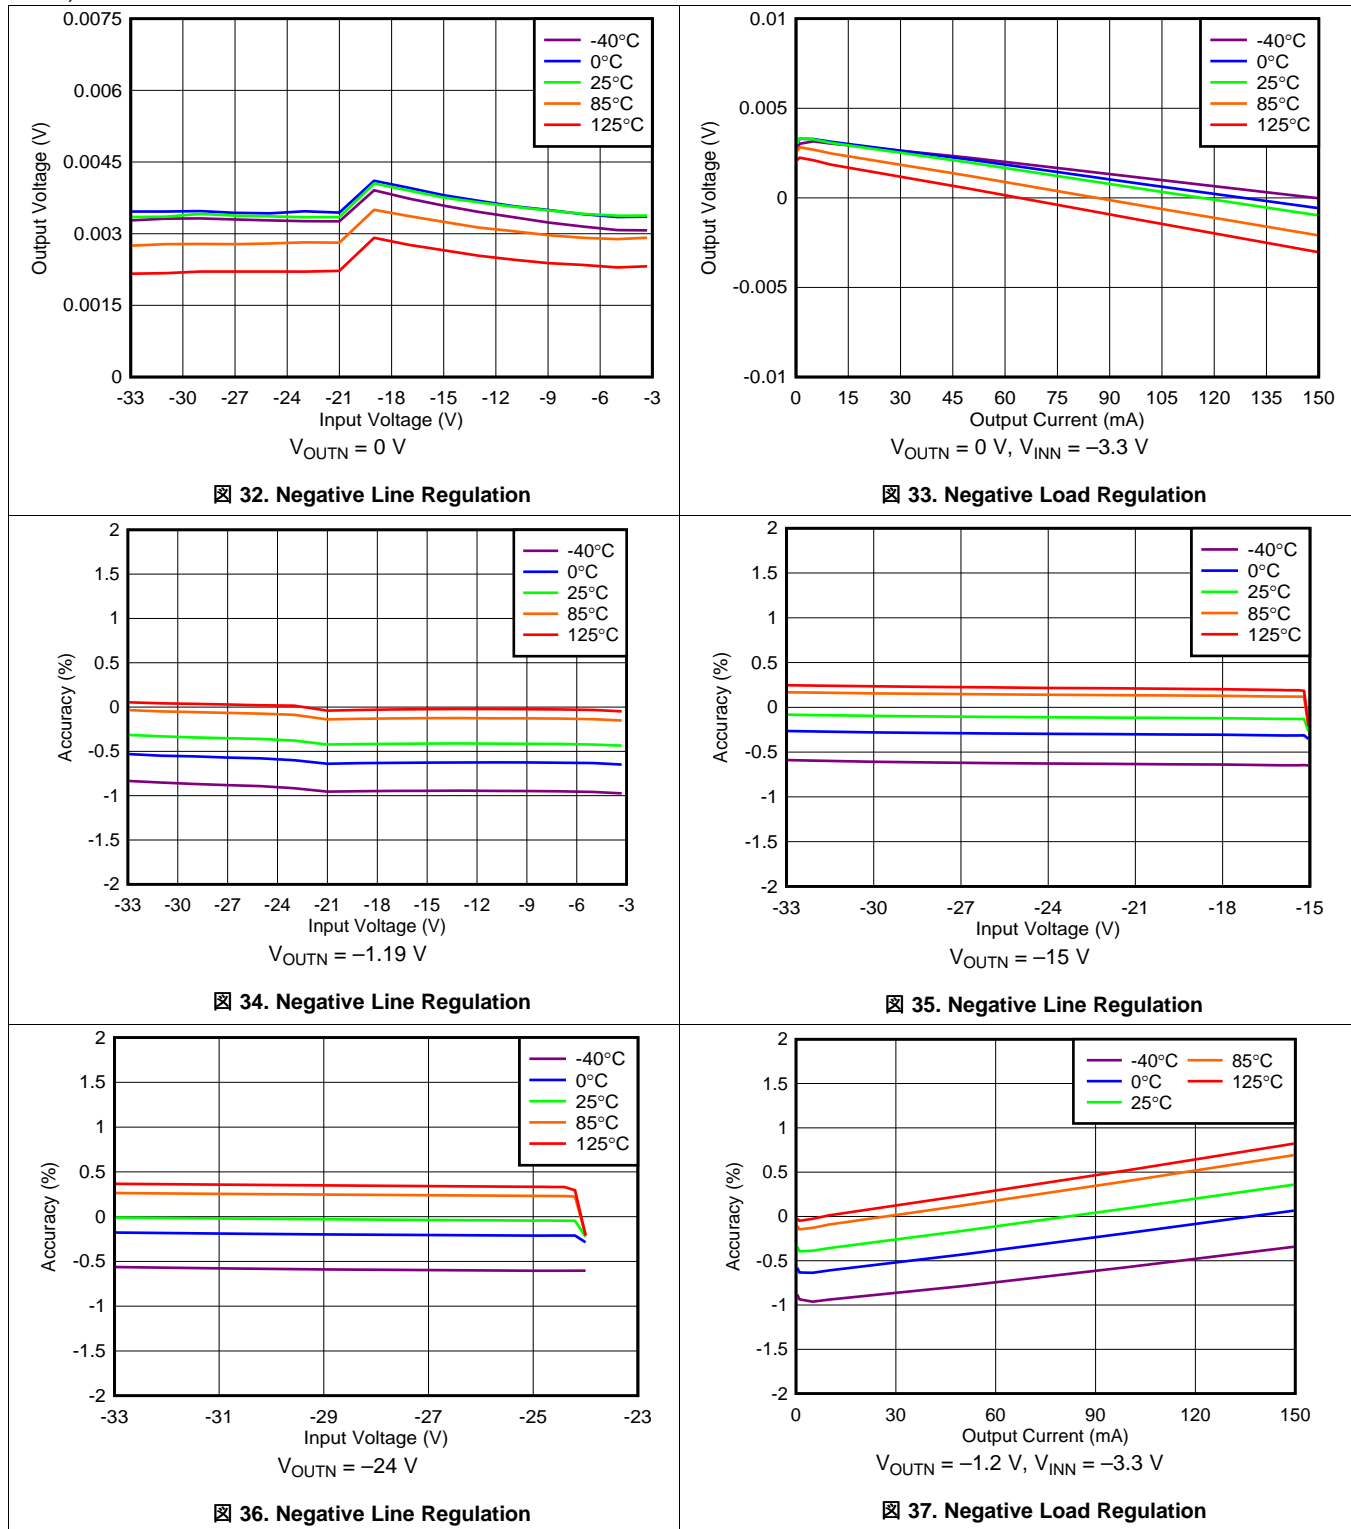 0.0075
0.006
0.0045
0.003
0.0015
0
Output Voltage (V)
-40°C
0°C
25°C
85°C
125°C
-33 -30 -27 -24 -21 -18 -15 -12 -9 -6 -3
Input Voltage (V)
VOUTN = 0 V
図 32. Negative Line Regulation
0.01
0.005
0
-0.005
-0.01
Output Voltage (V)
-40°C
0°C
25°C
85°C
125°C
0 15 30 45 60 75 90 105 120 135 150
Output Current (mA)
VOUTN = 0 V, VINN = –3.3 V
図 33. Negative Load Regulation
2
1.5
1
0.5
0
-0.5
-1
-1.5
-2
Accuracy (%)
-40°C
0°C
25°C
85°C
125°C
-33 -30 -27 -24 -21 -18 -15 -12 -9 -6 -3
Input Voltage (V)
VOUTN = –1.19 V
図 34. Negative Line Regulation
2
1.5
1
0.5
0
-0.5
-1
-1.5
-2
Accuracy (%)
-40°C
0°C
25°C
85°C
125°C
-33 -30 -27 -24 -21 -18 -15
Input Voltage (V)
VOUTN = –15 V
図 35. Negative Line Regulation
2
1.5
1
0.5
0
-0.5
-1
-1.5
-2
Accuracy (%)
-40°C
0°C
25°C
85°C
125°C
-33 -31 -29 -27 -25 -23
Input Voltage (V)
VOUTN = –24 V
図 36. Negative Line Regulation
2
1.5
1
0.5
0
-0.5
-1
-1.5
-2
Accuracy (%)
-40°C 85°C
0°C 125°C
25°C
0 30 60 90 120 150
Output Current (mA)
VOUTN = –1.2 V, VINN = –3.3 V
図 37. Negative Load Regulation